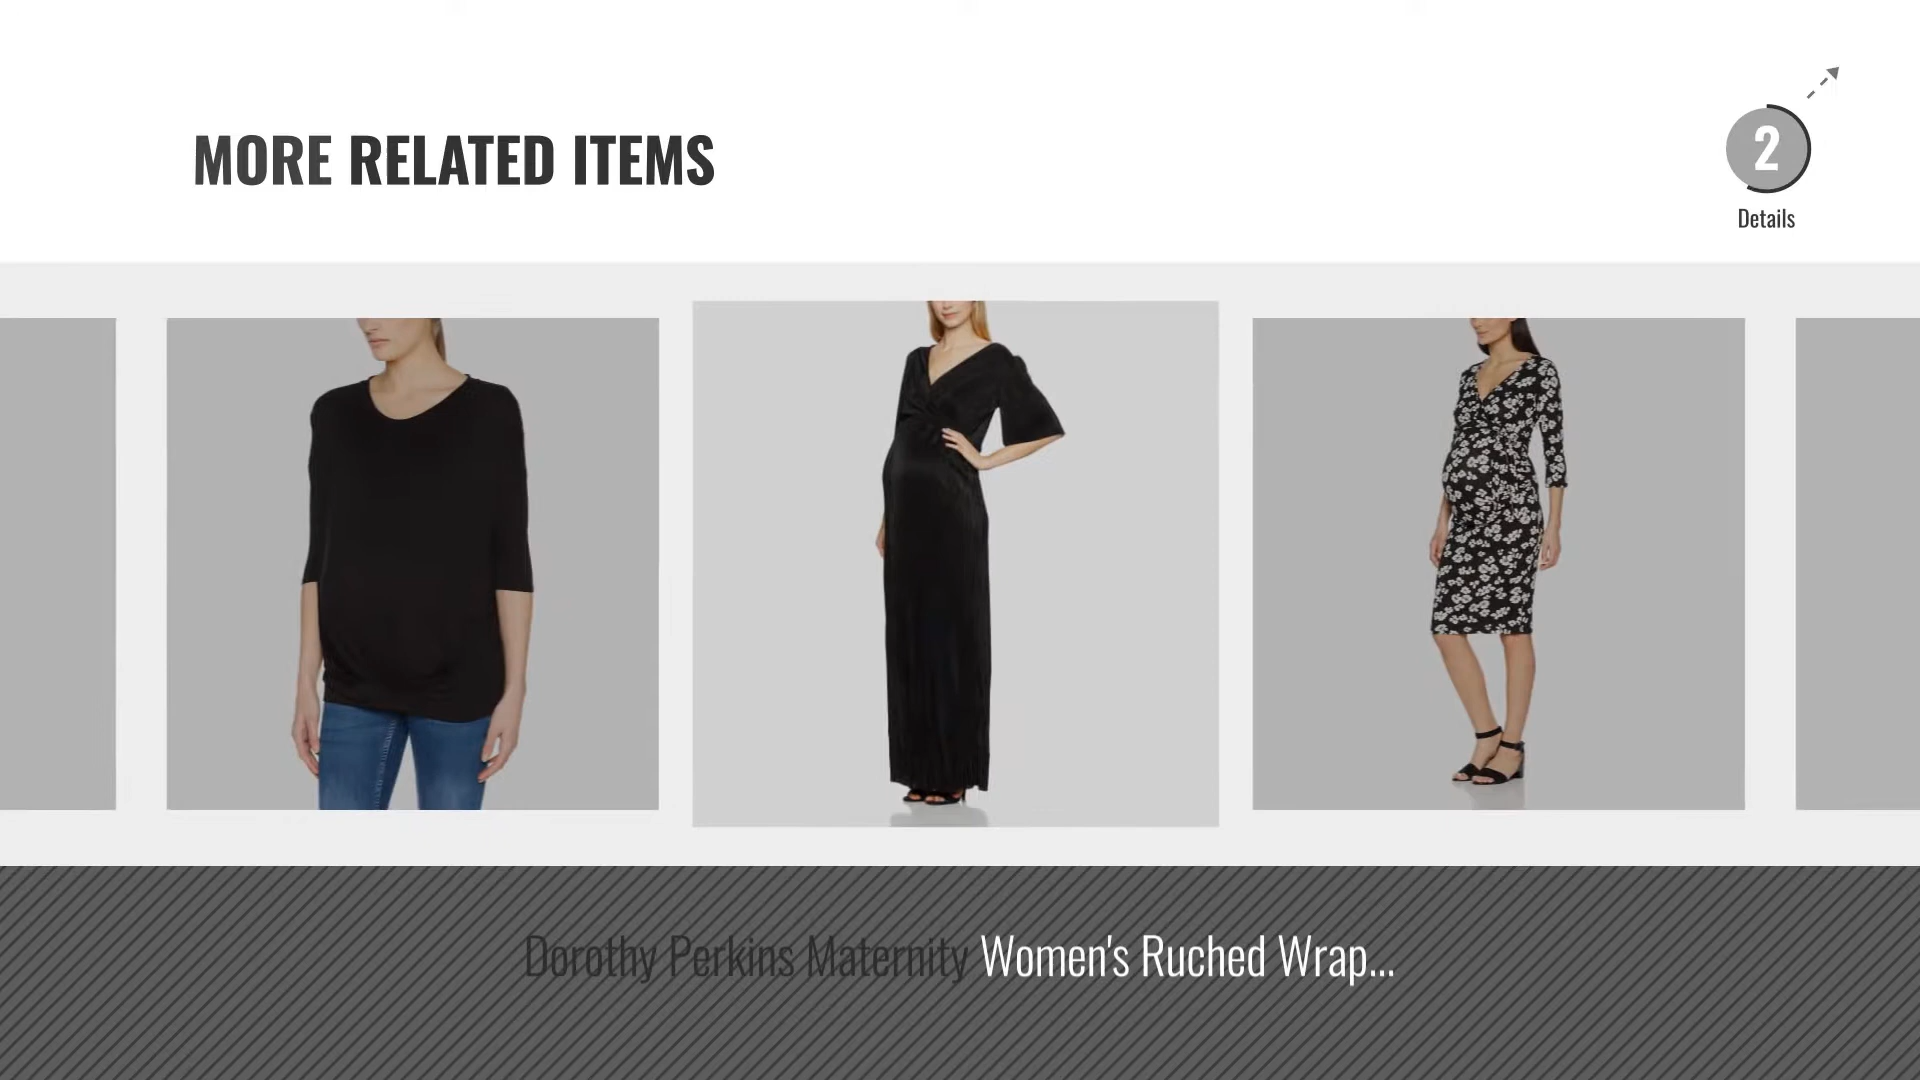 MORE RELATED ITEMS
2
Details
Dorothy Perkins Maternity Women's Ruched Wrap...